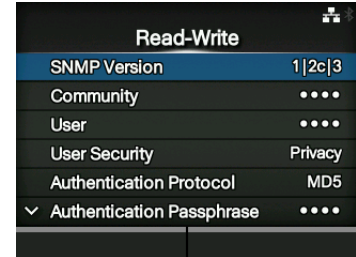 Read-Write
SNMP Version 1|2c|3
Community ••••
User ••••
User Security Privacy
Authentication Protocol MD5
Authentication Passphrase ••••